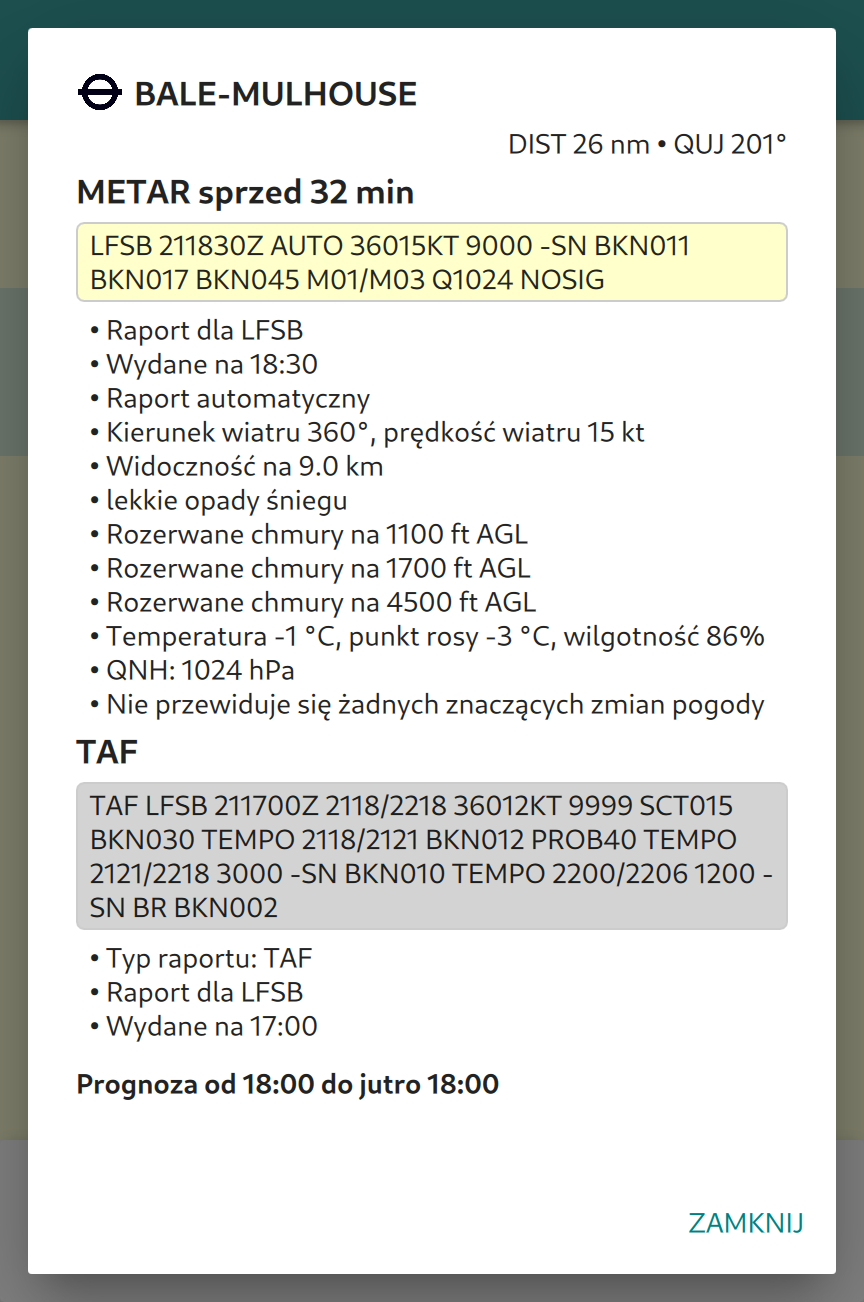 BALE-MULHOUSE
DIST 26 nm • QUJ 201°
METAR sprzed 32 min
LFSB 211830Z AUTO 36015KT 9000 -SN BKN011
BKN017 BKN045 M01/M03 Q1024 NOSIG
• Raport dla LFSB
• Wydane na 18:30
• Raport automatyczny
• Kierunek wiatru 360°, prędkość wiatru 15 kt
• Widoczność na 9.0 km
• lekkie opady śniegu
• Rozerwane chmury na 1100 ft AGL
• Rozerwane chmury na 1700 ft AGL
• Rozerwane chmury na 4500 ft AGL
• Temperatura -1 °C, punkt rosy -3 °C, wilgotność 86%
• QNH: 1024 hPa
• Nie przewiduje się żadnych znaczących zmian pogody
TAF
TAF LFSB 211700Z 2118/2218 36012KT 9999 SCT015
BKN030 TEMPO 2118/2121 BKN012 PROB40 TEMPO
2121/2218 3000 -SN BKN010 TEMPO 2200/2206 1200 -
SN BR BKN002
• Typ raportu: TAF
• Raport dla LFSB
• Wydane na 17:00
Prognoza od 18:00 do jutro 18:00
ZAMKNIJ